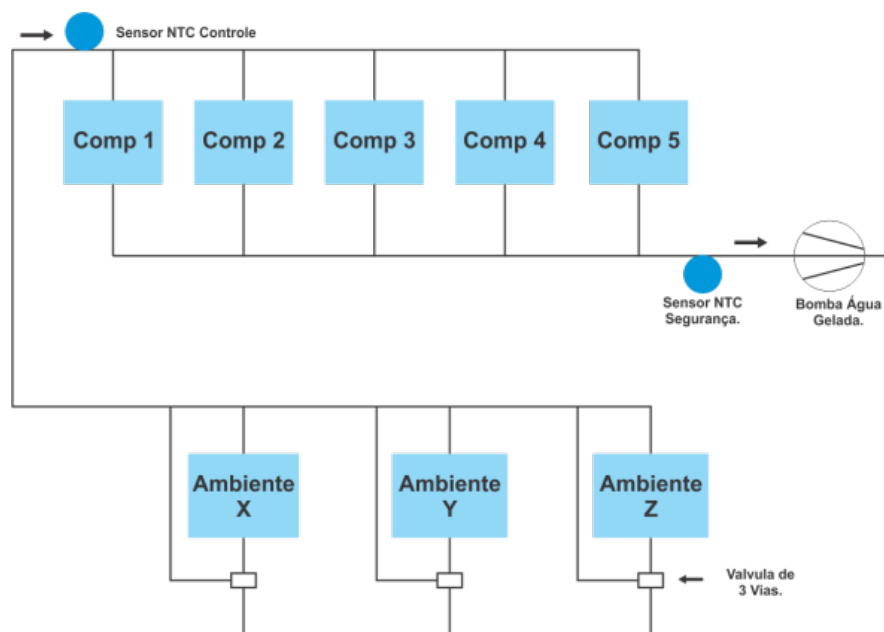 Sensor NTC Controle
Comp 1
Comp 2
Comp 3
Comp 4
Comp 5
Sensor NTC
Segurança.
Bomba Água
Gelada.
Ambiente
X
Ambiente
Y
Ambiente
Z
Valvula de
3 Vias.